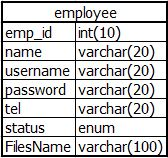 employee
emp_id int(10)
name varchar(20)
username varchar(20)
password varchar(20)
tel varchar(20)
status enum
FilesName varchar(100)